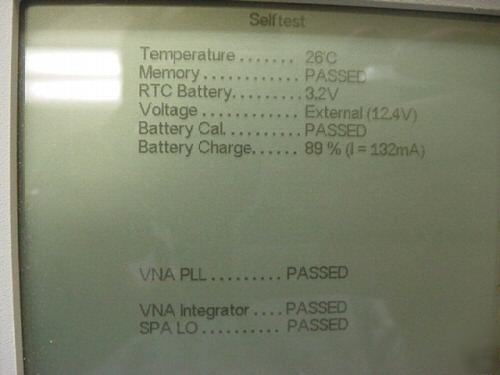 Selftest
Temperature ....... 26°C
Memory ............ PASSED
RTC Battery......... 3.2V
Voltage ............ External (12.4V)
Battery Cal. ......... PASSED
Battery Charge...... 89 % (I = 132mA)
VNA PLL ......... PASSED
VNA Integrator .... PASSED
SPA LO .......... PASSED